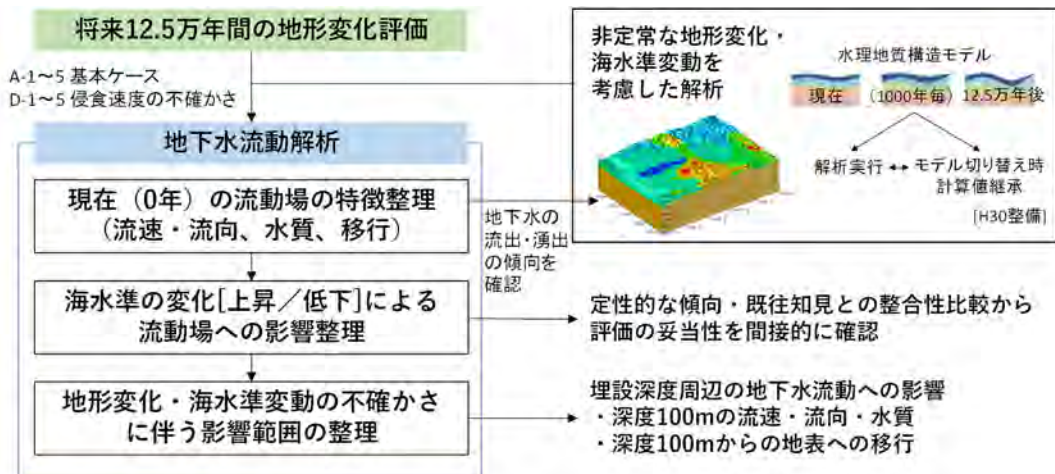 将来12.5万年間の地形変化評価
A-1～5 基本ケース
D-1～5 侵食速度の不確かさ
地下水流動解析
現在（0年）の流動場の特徴整理
（流速・流向、水質、移行）
地下水の
流出・湧出
の傾向を
確認
海水準の変化[上昇／低下]による
流動場への影響整理
地形変化・海水準変動の不確かさ
に伴う影響範囲の整理
非定常な地形変化・
海水準変動を
考慮した解析
水理地質構造モデル
現在 (1000年毎) 12.5万年後
解析実行 ↔ モデル切り替え時
計算値継承
[H30整備]
定性的な傾向・既往知見との整合性比較から
評価の妥当性を間接的に確認
埋設深度周辺の地下水流動への影響
・深度100mの流速・流向・水質
・深度100mからの地表への移行